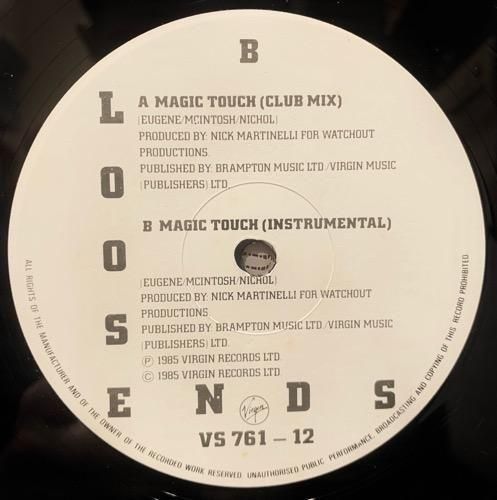 B
LOOSE ENDS
A MAGIC TOUCH (CLUB MIX)
(EUGENE/MCINTOSH/NICHOL)
PRODUCED BY: NICK MARTINELLI FOR WATCHOUT
PRODUCTIONS
PUBLISHED BY: BRAMPTON MUSIC LTD./VIRGIN MUSIC
(PUBLISHERS) LTD.
B MAGIC TOUCH (INSTRUMENTAL)
(EUGENE/MCINTOSH/NICHOL)
PRODUCED BY: NICK MARTINELLI FOR WATCHOUT
PRODUCTIONS
PUBLISHED BY: BRAMPTON MUSIC LTD./VIRGIN MUSIC
(PUBLISHERS) LTD.
℗ 1985 VIRGIN RECORDS LTD.
© 1985 VIRGIN RECORDS LTD.
Virgin
VS 761 - 12
ALL RIGHTS OF THE MANUFACTURER AND OF THE OWNER OF THE RECORDED WORK RESERVED. UNAUTHORISED PUBLIC PERFORMANCE, BROADCASTING AND COPYING OF THIS RECORD PROHIBITED